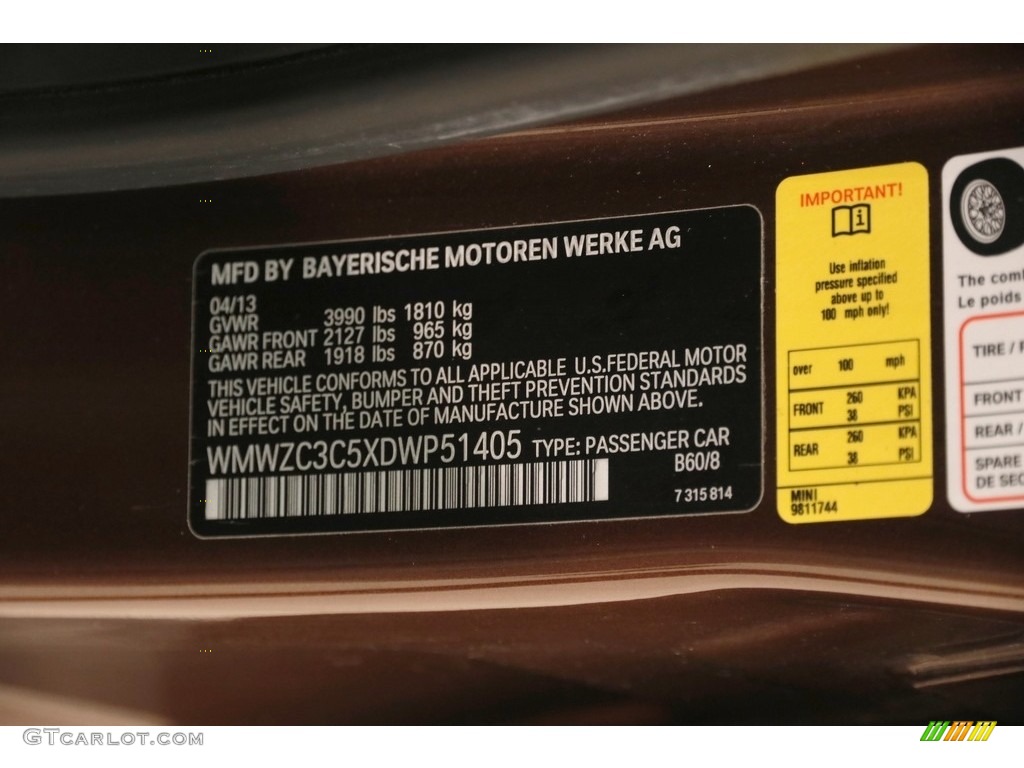 MFD BY BAYERISCHE MOTOREN WERKE AG
04/13
GVWR 3990 lbs 1810 kg
GAWR FRONT 2127 lbs 965 kg
GAWR REAR 1918 lbs 870 kg
THIS VEHICLE CONFORMS TO ALL APPLICABLE U.S.FEDERAL MOTOR
VEHICLE SAFETY, BUMPER AND THEFT PREVENTION STANDARDS
IN EFFECT ON THE DATE OF MANUFACTURE SHOWN ABOVE.
WMWZC3C5XDWP51405 TYPE: PASSENGER CAR
B60/8
7 315 814
IMPORTANT!
i
Use inflation
pressure specified
above up to
100 mph only!
over 100 mph
FRONT 260 KPA
38 PSI
REAR 260 KPA
38 PSI
MINI
9811744
The com
Le poids
TIRE /
FRONT
REAR /
SPARE
DE SEC
GTCARLOT.COM